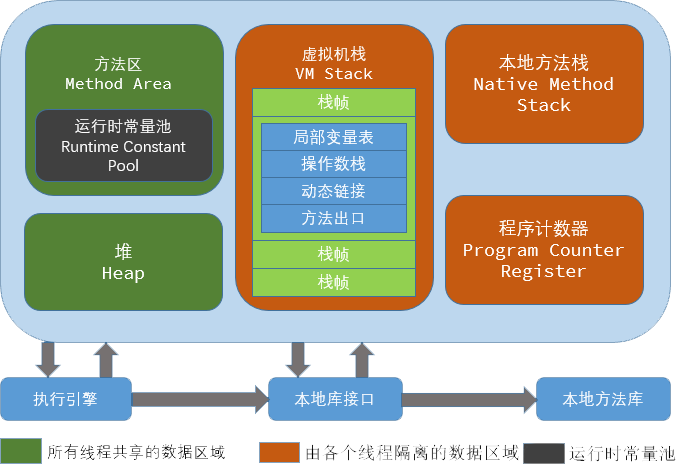 方法区
Method Area
运行时常量池
Runtime Constant
Pool
堆
Heap
虚拟机栈
VM Stack
栈帧
局部变量表
操作数栈
动态链接
方法出口
栈帧
栈帧
本地方法栈
Native Method
Stack
程序计数器
Program Counter
Register
执行引擎
本地库接口
本地方法库
所有线程共享的数据区域
由各个线程隔离的数据区域
运行时常量池